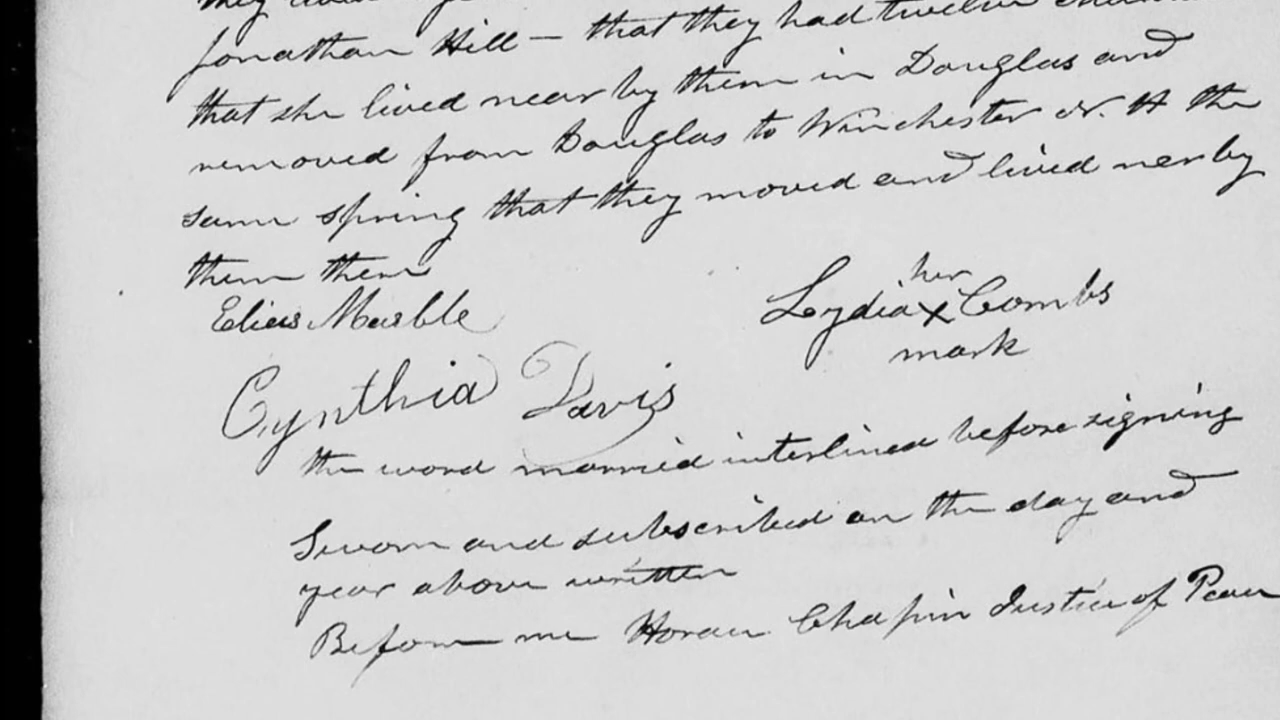 Jonathan Hill — that they had twelve
that she lived near by them in Douglas and
removed from Douglas to Winchester N. H the
same spring that they moved and lived near by
them them
Elias Marble
her
Lydia X Combs
mark
Cynthia Davis
the word married interlined before signing
Sworn and subscribed on the day and
year above written
Before me Horace Chapin Justice of Peace